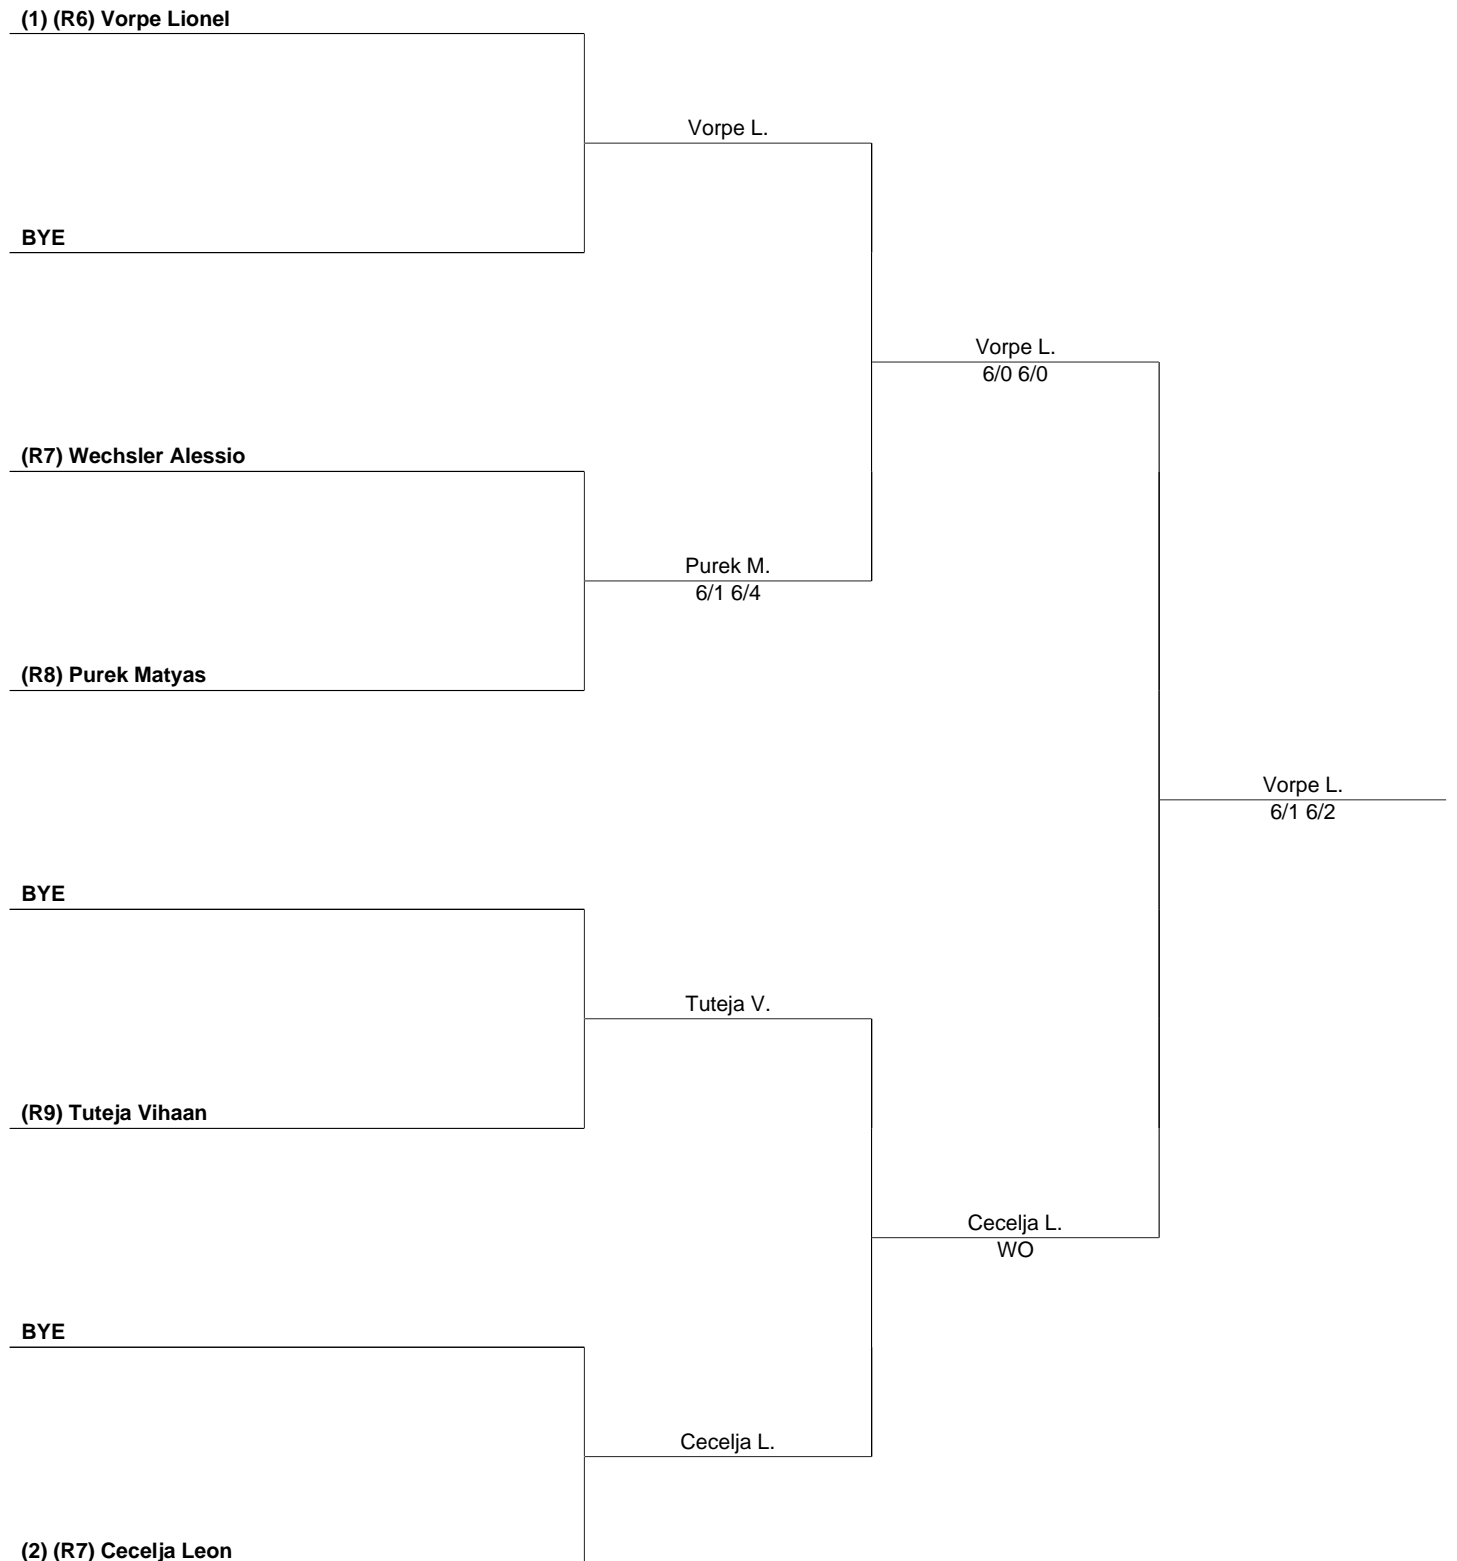 (1) (R6) Vorpe Lionel
Vorpe L.
BYE
Vorpe L.
6/0 6/0
(R7) Wechsler Alessio
Purek M.
6/1 6/4
(R8) Purek Matyas
Vorpe L.
6/1 6/2
BYE
Tuteja V.
(R9) Tuteja Vihaan
Cecelja L.
WO
BYE
Cecelja L.
(2) (R7) Cecelja Leon